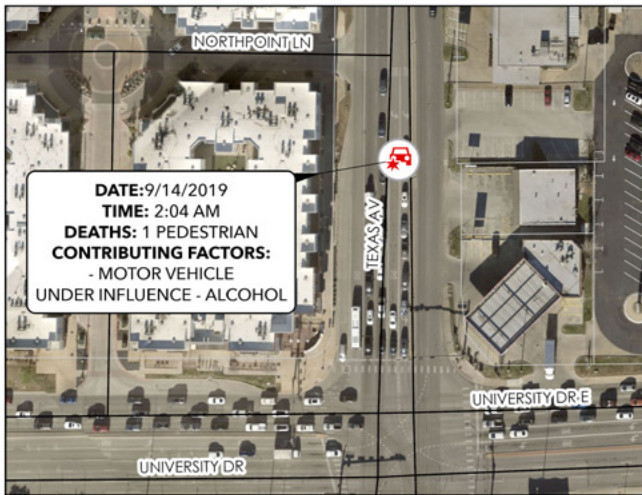 NORTHPOINT LN
DATE:9/14/2019
TIME: 2:04 AM
DEATHS: 1 PEDESTRIAN
CONTRIBUTING FACTORS:
- MOTOR VEHICLE
UNDER INFLUENCE - ALCOHOL
TEXAS AV
UNIVERSITY DR E
UNIVERSITY DR